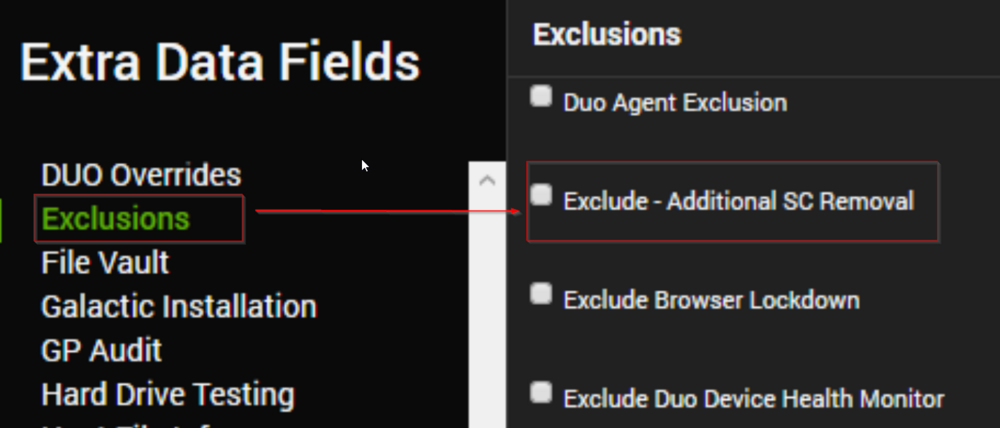 Extra Data Fields
DUO Overrides
Exclusions
File Vault
Galactic Installation
GP Audit
Hard Drive Testing
Exclusions
Duo Agent Exclusion
Exclude - Additional SC Removal
Exclude Browser Lockdown
Exclude Duo Device Health Monitor